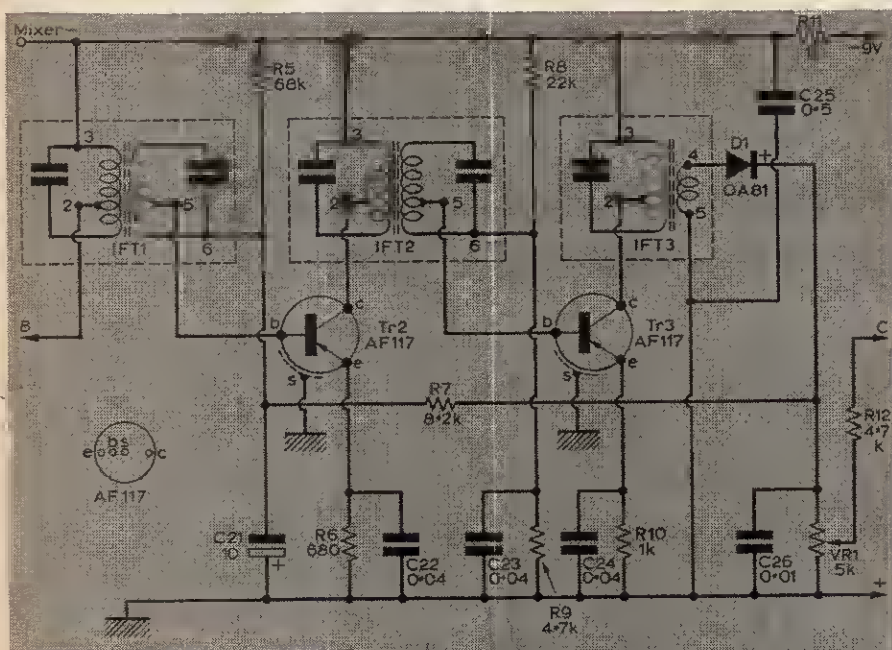 Mixer
R11
-9V
R5
68k
R8
22k
C25
0·5
3
3
3
4
D1
+
OA81
2
5
2
5
2
5
6
6
IFT1
IFT2
IFT3
B
C
b
c
Tr2
AF117
e
s
b
c
Tr3
AF117
e
s
R7
8·2k
R12
4·7
k
e
b
s
c
AF117
C21
10
+
R6
680
C22
0·04
C23
0·04
C24
0·04
R10
1k
C26
0·01
VR1
5k
R9
4·7k
+